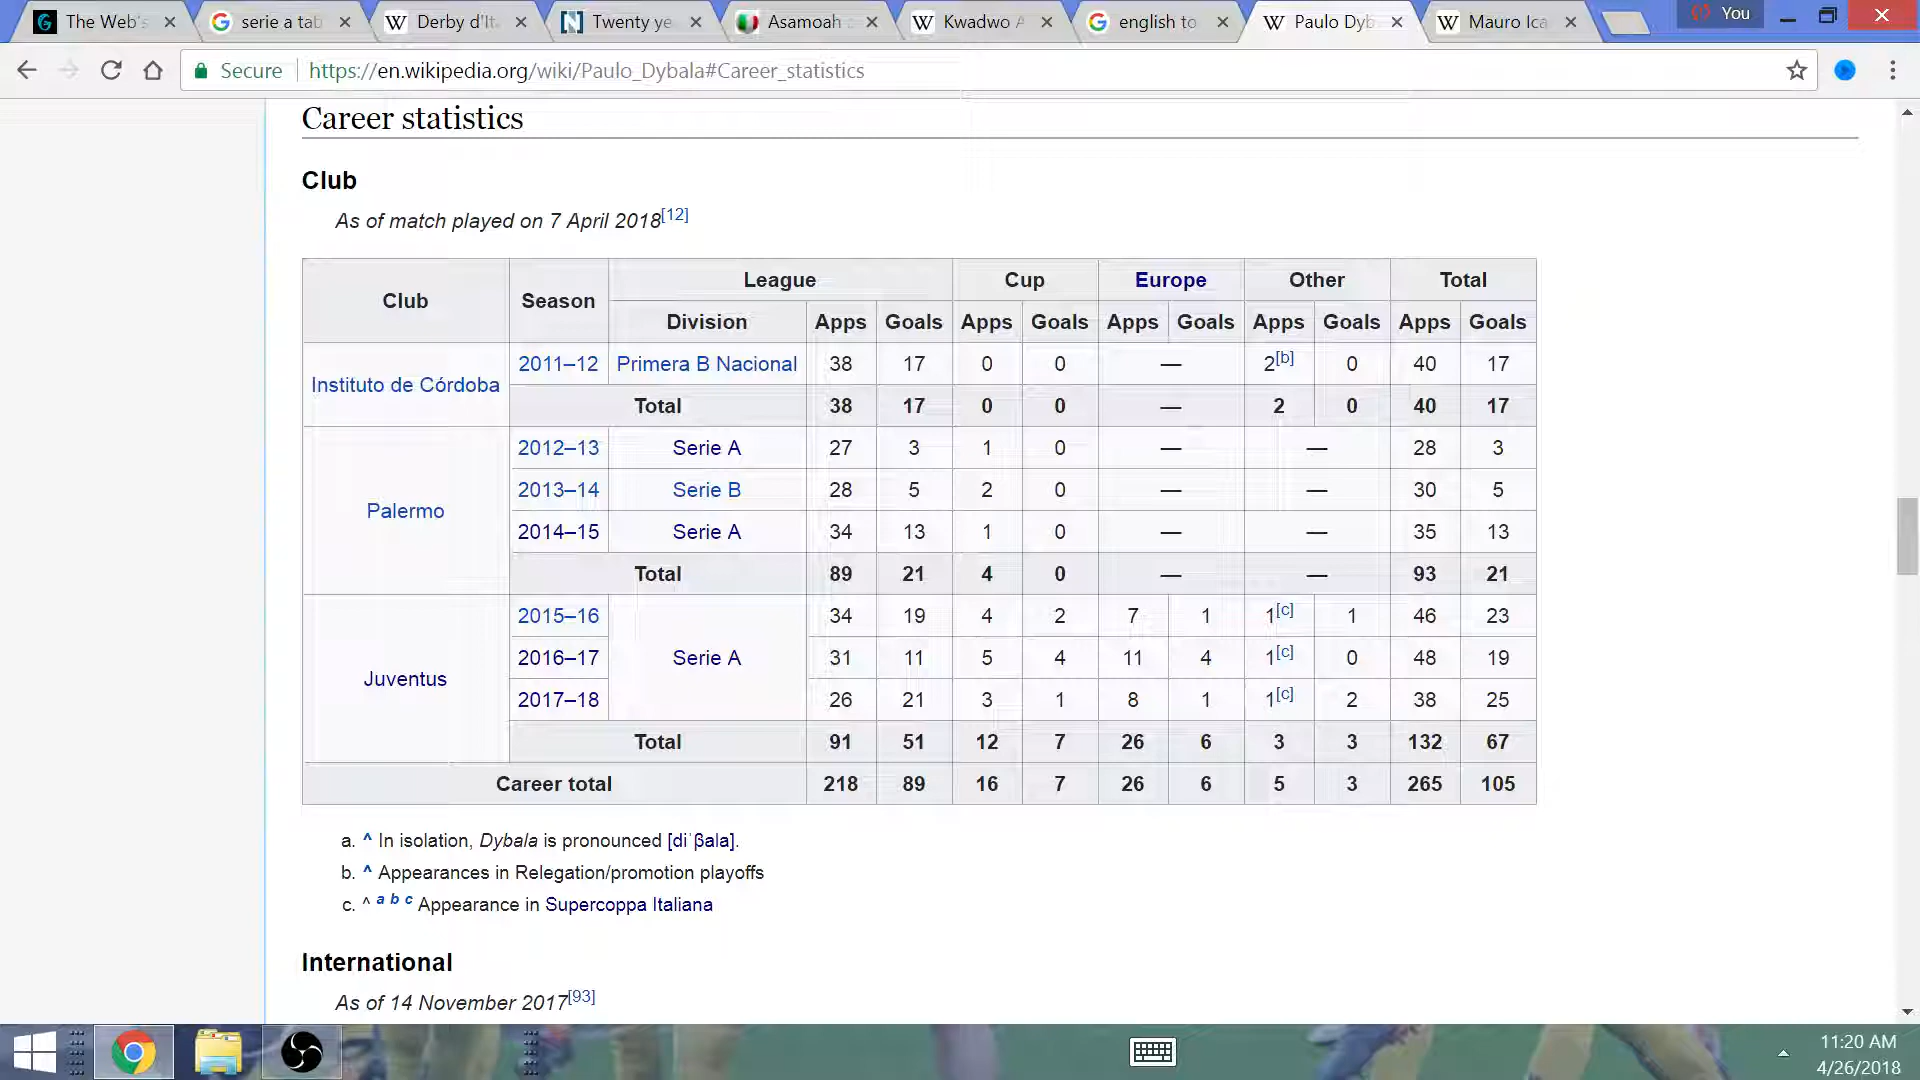 The Web's
serie a tab
Derby d'It
Twenty ye
Asamoah
Kwadwo A
english to
Paulo Dyb
Mauro Ica
You
Secure https://en.wikipedia.org/wiki/Paulo_Dybala#Career_statistics
Career statistics
Club
As of match played on 7 April 2018[12]
Club Season League Cup Europe Other Total
Division Apps Goals Apps Goals Apps Goals Apps Goals Apps Goals
Instituto de Córdoba 2011–12 Primera B Nacional 38 17 0 0 — 2[b] 0 40 17
Total 38 17 0 0 — 2 0 40 17
Palermo 2012–13 Serie A 27 3 1 0 — — 28 3
2013–14 Serie B 28 5 2 0 — — 30 5
2014–15 Serie A 34 13 1 0 — — 35 13
Total 89 21 4 0 — — 93 21
Juventus 2015–16 Serie A 34 19 4 2 7 1 1[c] 1 46 23
2016–17 31 11 5 4 11 4 1[c] 0 48 19
2017–18 26 21 3 1 8 1 1[c] 2 38 25
Total 91 51 12 7 26 6 3 3 132 67
Career total 218 89 16 7 26 6 5 3 265 105
a. ^ In isolation, Dybala is pronounced [diˈβala].
b. ^ Appearances in Relegation/promotion playoffs
c. ^ a b c Appearance in Supercoppa Italiana
International
As of 14 November 2017[93]
11:20 AM
4/26/2018